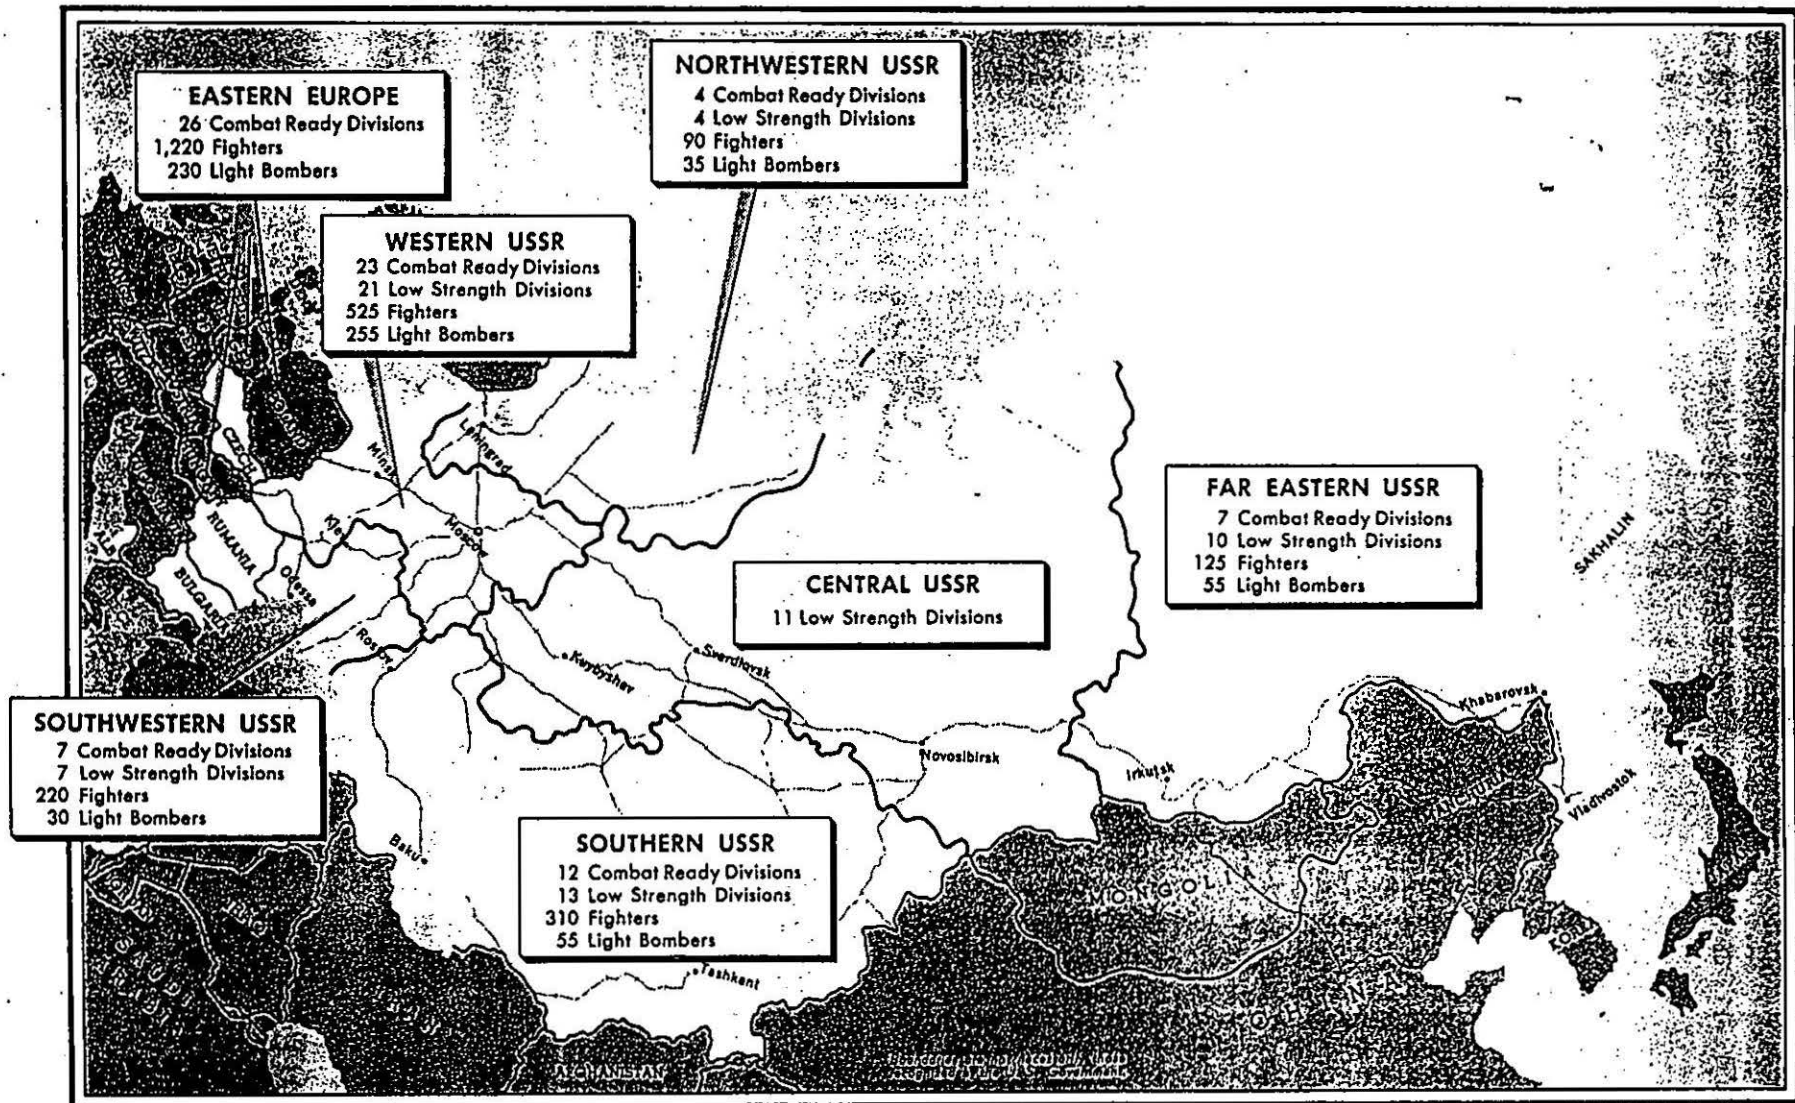 EASTERN EUROPE
26 Combat Ready Divisions
1,220 Fighters
230 Light Bombers
NORTHWESTERN USSR
4 Combat Ready Divisions
4 Low Strength Divisions
90 Fighters
35 Light Bombers
WESTERN USSR
23 Combat Ready Divisions
21 Low Strength Divisions
525 Fighters
255 Light Bombers
FAR EASTERN USSR
7 Combat Ready Divisions
10 Low Strength Divisions
125 Fighters
55 Light Bombers
CENTRAL USSR
11 Low Strength Divisions
SOUTHWESTERN USSR
7 Combat Ready Divisions
7 Low Strength Divisions
220 Fighters
30 Light Bombers
SOUTHERN USSR
12 Combat Ready Divisions
13 Low Strength Divisions
310 Fighters
55 Light Bombers
Leningrad
Minsk
Moscow
RUMANIA
Odessa
Rostov
Kuybyshev
Sverdlovsk
Novosibirsk
Irkutsk
Khabarovsk
Vladivostok
SAKHALIN
Baku
Tashkent
MONGOLIA
CHINA
AFGHANISTAN